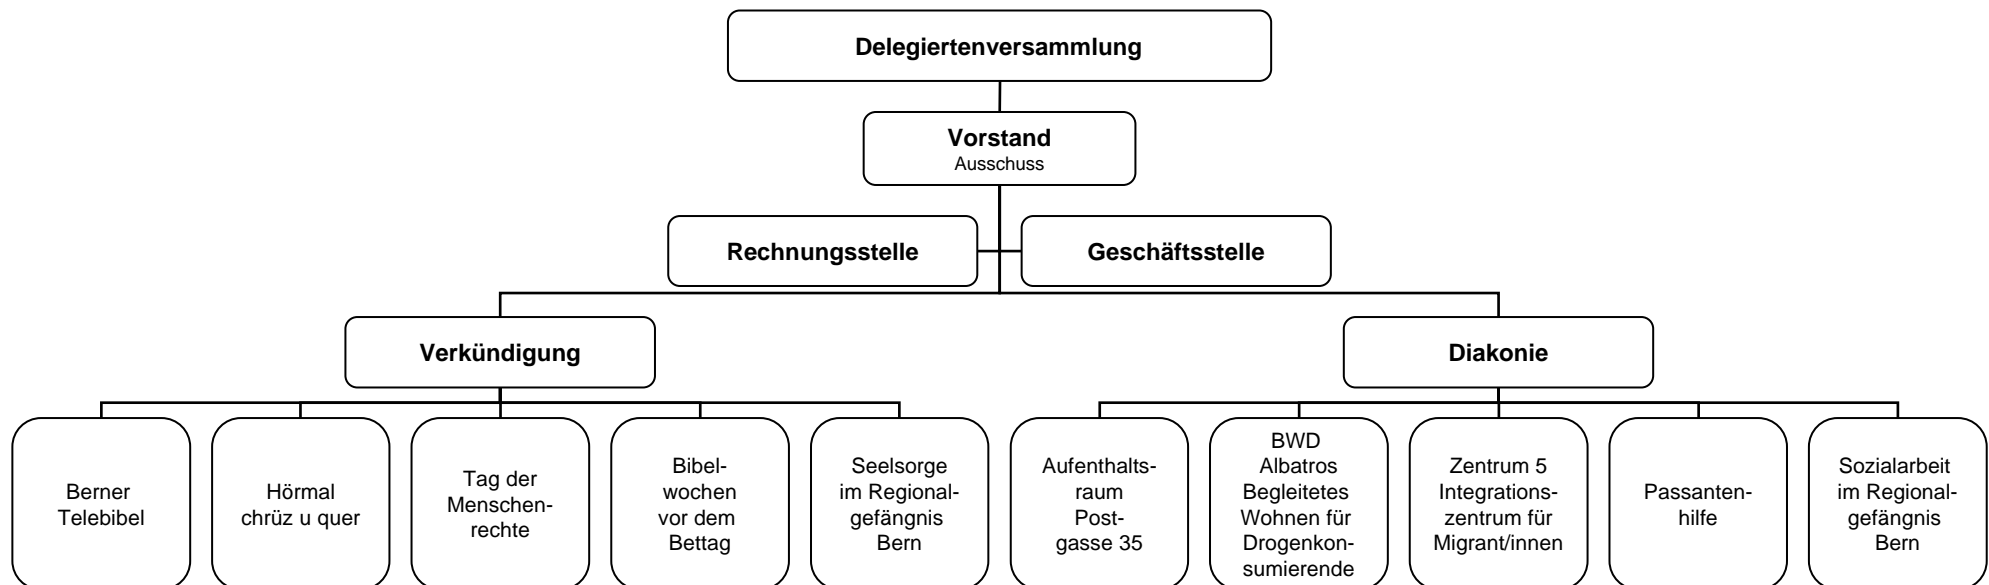 Delegiertenversammlung
Vorstand
Ausschuss
Rechnungsstelle
Geschäftsstelle
Verkündigung
Diakonie
Berner
Telebibel
Hörmal
chrüz u quer
Tag der
Menschen-
rechte
Bibel-
wochen
vor dem
Bettag
Seelsorge
im Regional-
gefängnis
Bern
Aufenthalts-
raum
Post-
gasse 35
BWD
Albatros
Begleitetes
Wohnen für
Drogenkon-
sumierende
Zentrum 5
Integrations-
zentrum für
Migrant/innen
Passanten-
hilfe
Sozialarbeit
im Regional-
gefängnis
Bern